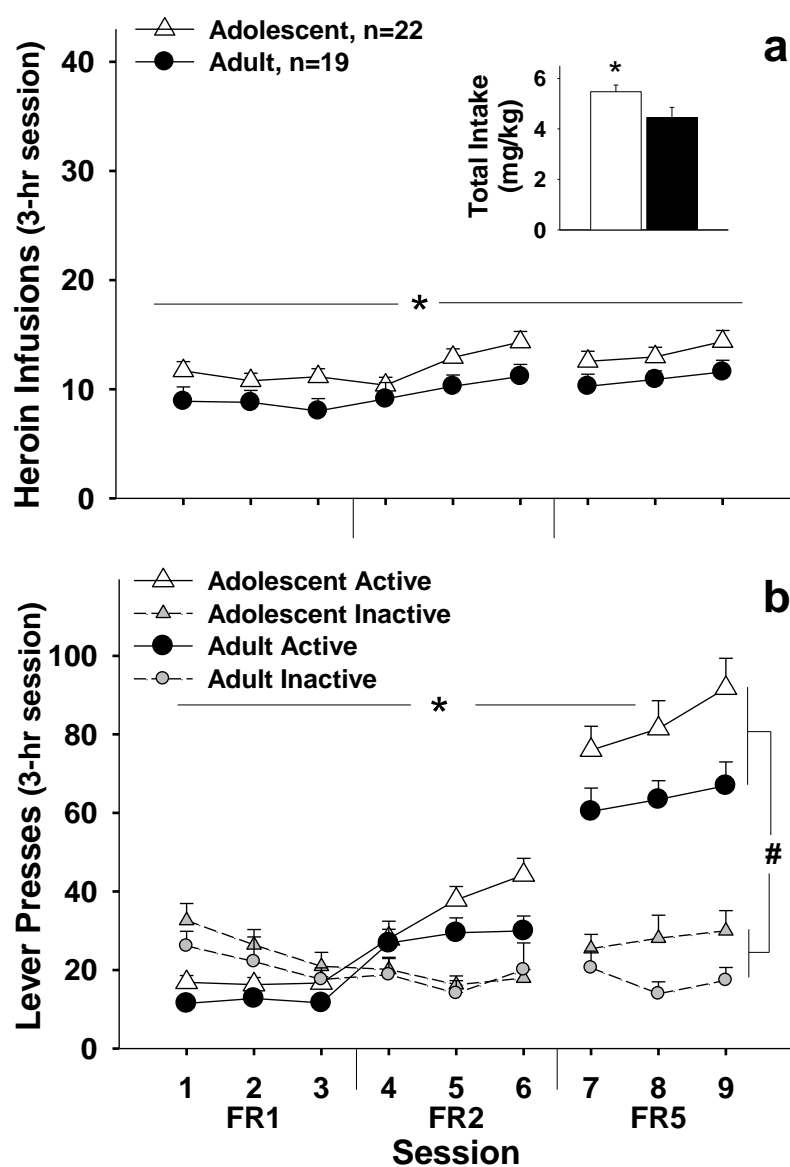 Adolescent, n=22
Adult, n=19
a
Heroin Infusions (3-hr session)
40
30
20
10
0
*
Total Intake
(mg/kg)
6
4
2
0
*
b
Adolescent Active
Adolescent Inactive
Adult Active
Adult Inactive
Lever Presses (3-hr session)
100
80
60
40
20
0
*
#
1 2 3 4 5 6 7 8 9
FR1 FR2 FR5
Session